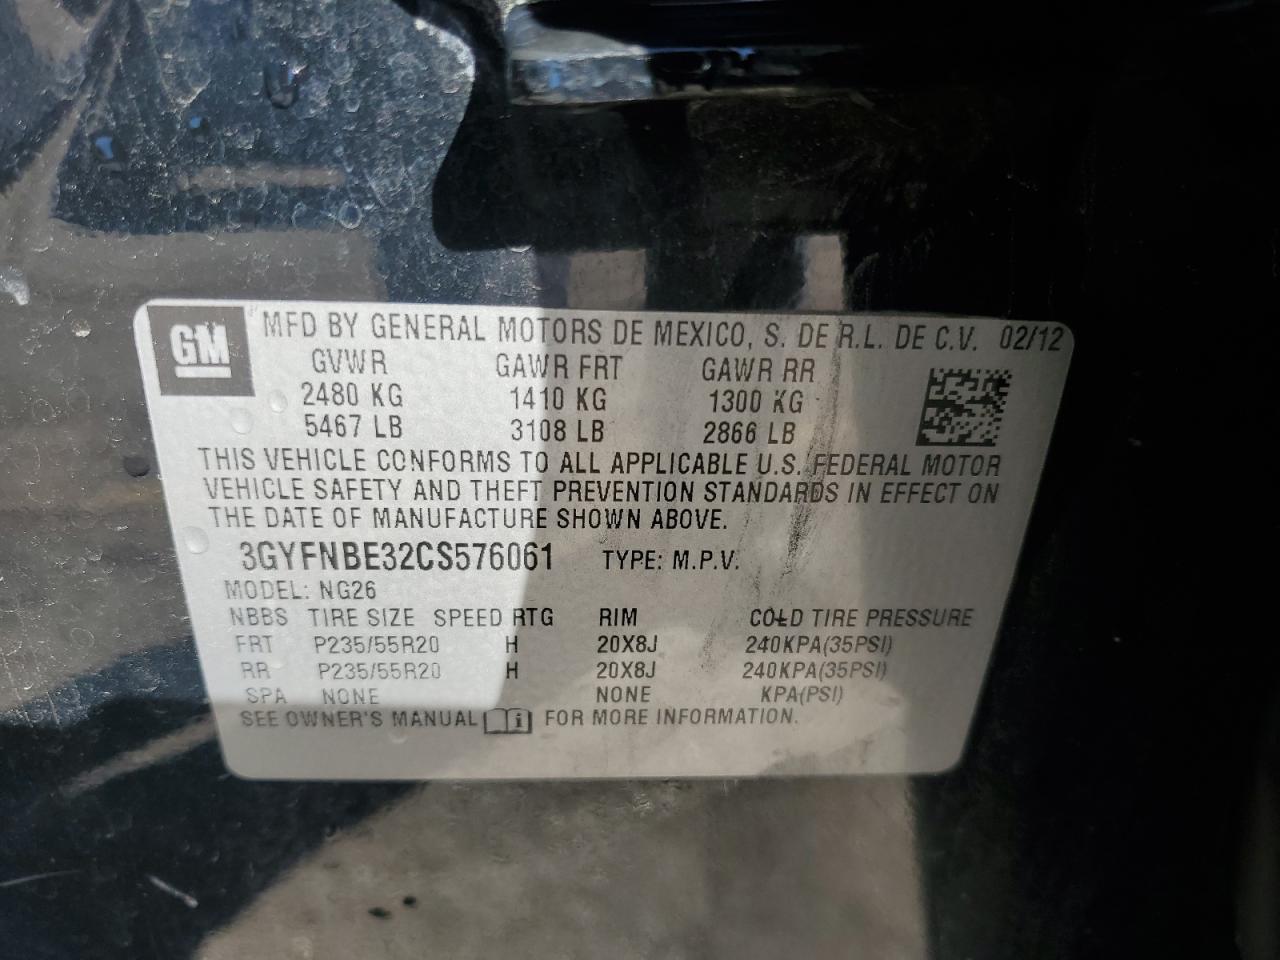 GM MFD BY GENERAL MOTORS DE MEXICO, S. DE R.L. DE C.V. 02/12
GVWR GAWR FRT GAWR RR
2480 KG 1410 KG 1300 KG
5467 LB 3108 LB 2866 LB
THIS VEHICLE CONFORMS TO ALL APPLICABLE U.S. FEDERAL MOTOR
VEHICLE SAFETY AND THEFT PREVENTION STANDARDS IN EFFECT ON
THE DATE OF MANUFACTURE SHOWN ABOVE.
3GYFNBE32CS576061 TYPE: M.P.V.
MODEL: NG26
NBBS TIRE SIZE SPEED RTG RIM COLD TIRE PRESSURE
FRT P235/55R20 H 20X8J 240KPA(35PSI)
RR P235/55R20 H 20X8J 240KPA(35PSI)
SPA NONE NONE KPA(PSI)
SEE OWNER'S MANUAL i FOR MORE INFORMATION.